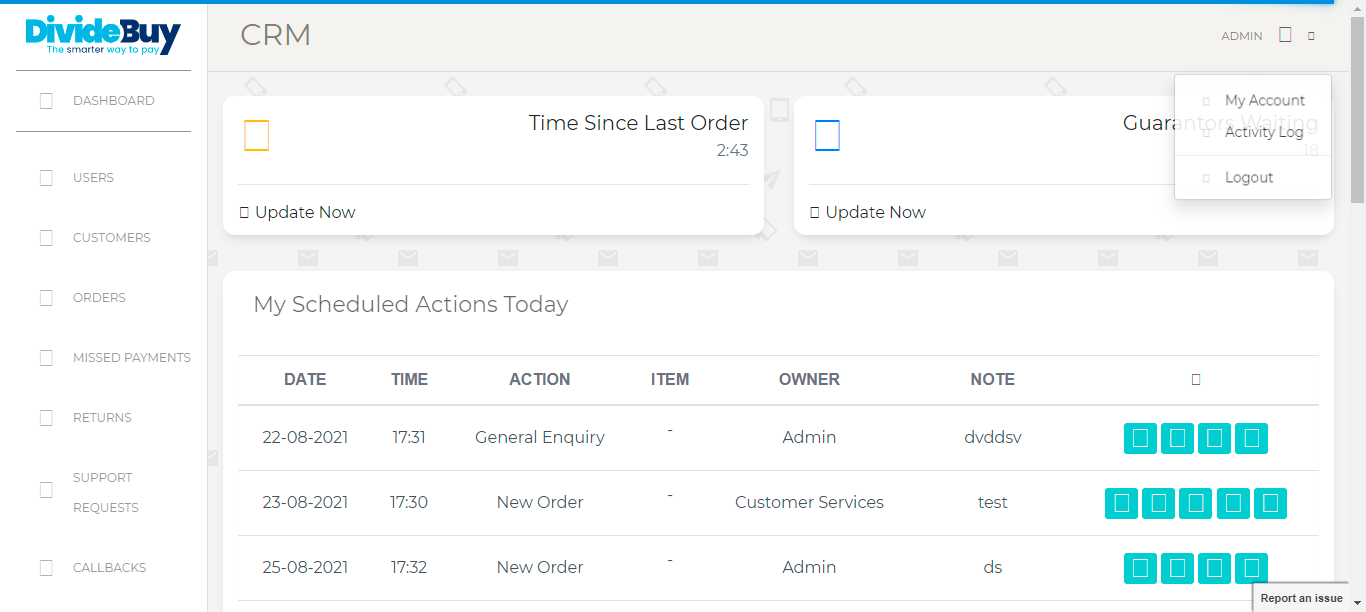 DivideBuy
The smarter way to pay
DASHBOARD
USERS
CUSTOMERS
ORDERS
MISSED PAYMENTS
RETURNS
SUPPORT
REQUESTS
CALLBACKS
CRM
ADMIN
My Account
Activity Log
Logout
Time Since Last Order
2:43
Update Now
Guarantors Waiting
18
Update Now
My Scheduled Actions Today
DATE TIME ACTION ITEM OWNER NOTE
22-08-2021 17:31 General Enquiry - Admin dvddsv
23-08-2021 17:30 New Order - Customer Services test
25-08-2021 17:32 New Order - Admin ds
Report an issue